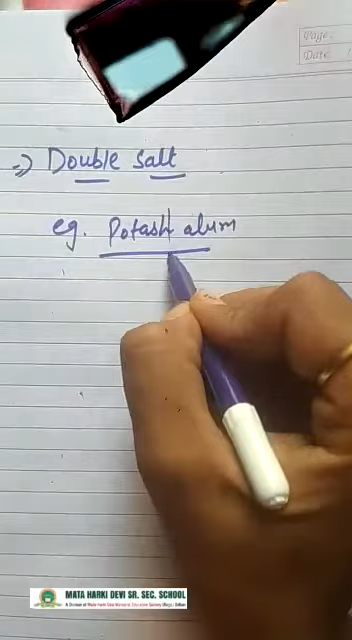 Page:
Date:
=> Double salt
eg. Potash alum
MATA HARKI DEVI SR. SEC. SCHOOL